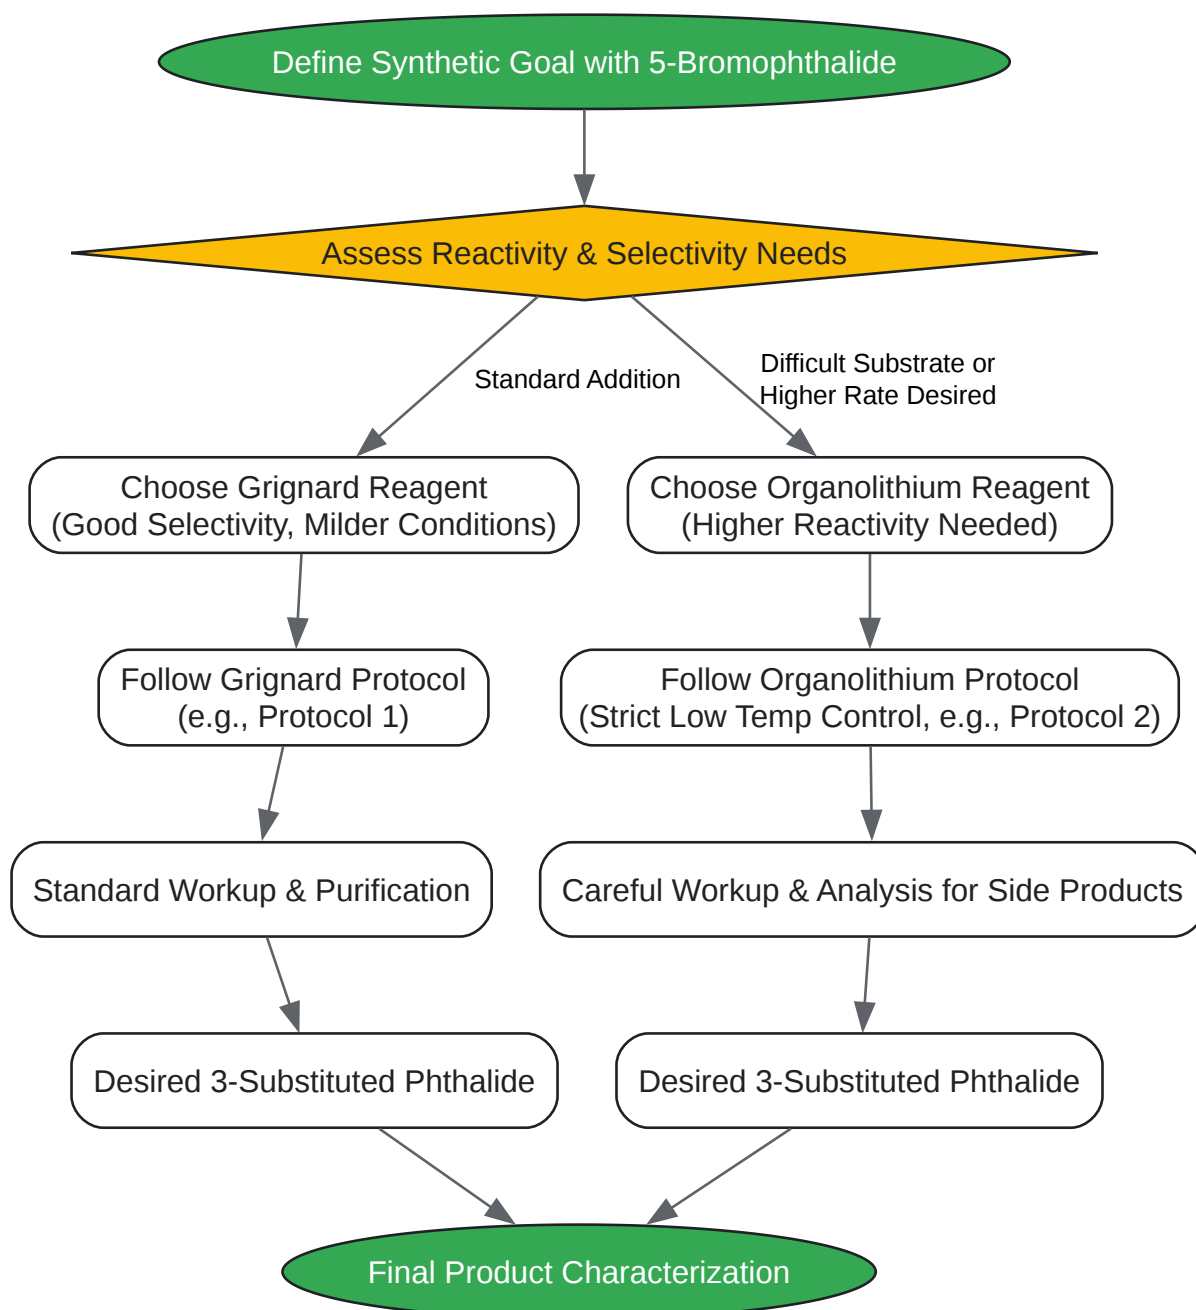 Define Synthetic Goal with 5-Bromophthalide
Assess Reactivity & Selectivity Needs
Standard Addition
Difficult Substrate or
Higher Rate Desired
Choose Grignard Reagent
(Good Selectivity, Milder Conditions)
Choose Organolithium Reagent
(Higher Reactivity Needed)
Follow Grignard Protocol
(e.g., Protocol 1)
Follow Organolithium Protocol
(Strict Low Temp Control, e.g., Protocol 2)
Standard Workup & Purification
Careful Workup & Analysis for Side Products
Desired 3-Substituted Phthalide
Desired 3-Substituted Phthalide
Final Product Characterization